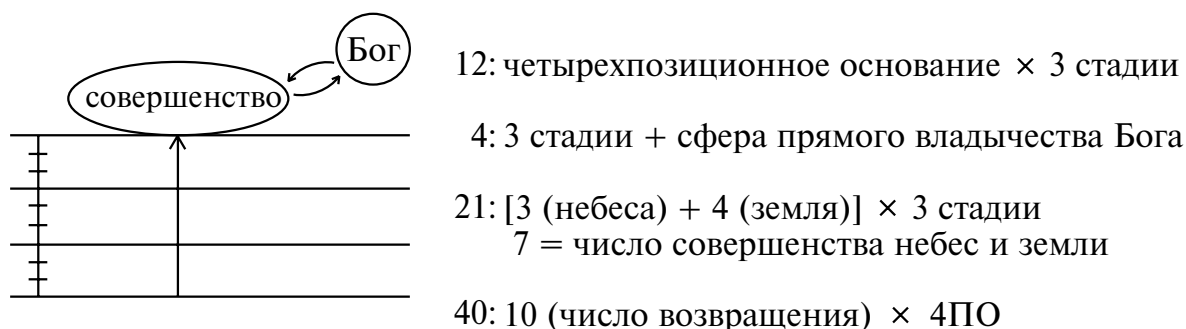 Бог
совершенство
12: четырехпозиционное основание × 3 стадии
4: 3 стадии + сфера прямого владычества Бога
21: [3 (небеса) + 4 (земля)] × 3 стадии
7 = число совершенства небес и земли
40: 10 (число возвращения) × 4ПО